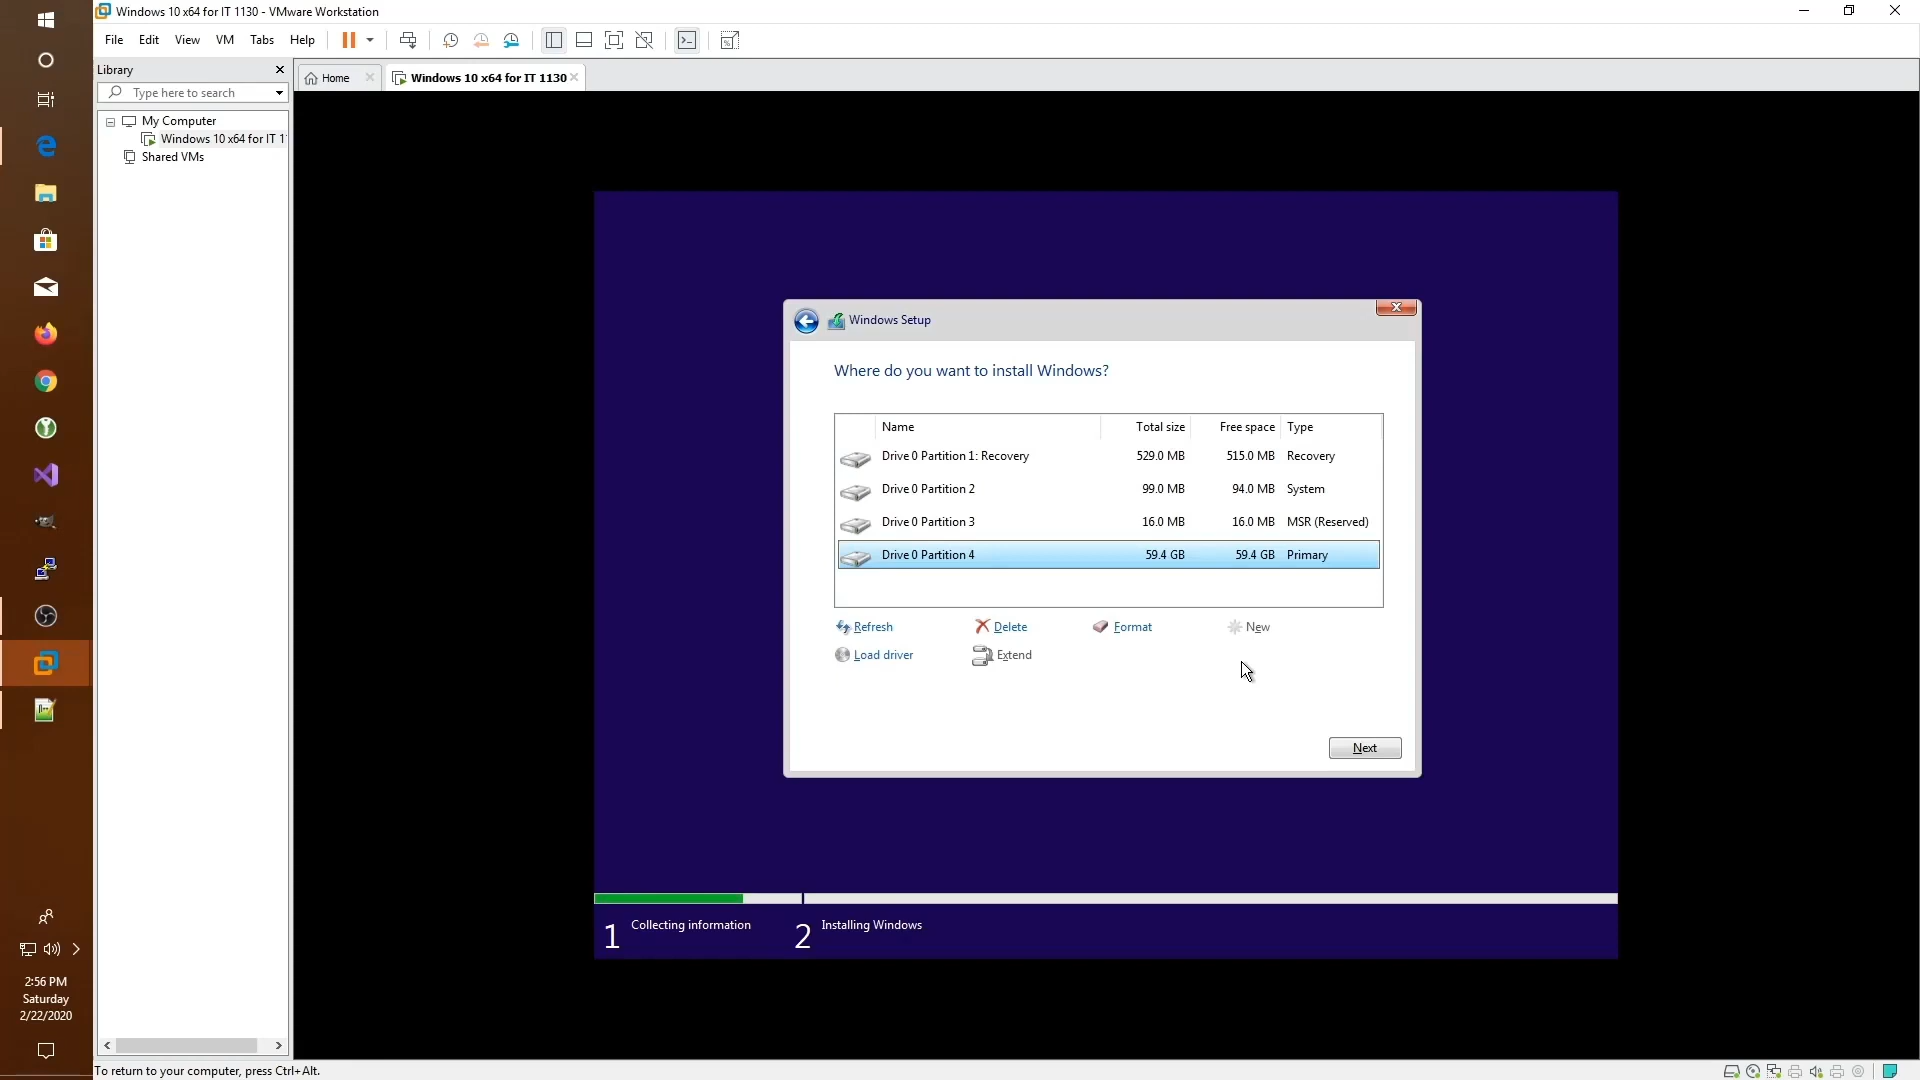 Windows 10 x64 for IT 1130 - VMware Workstation
File Edit View VM Tabs Help
Library
Type here to search
Home
Windows 10 x64 for IT 1130
My Computer
Windows 10 x64 for IT 1
Shared VMs
Windows Setup
Where do you want to install Windows?
Name Total size Free space Type
Drive 0 Partition 1: Recovery 529.0 MB 515.0 MB Recovery
Drive 0 Partition 2 99.0 MB 94.0 MB System
Drive 0 Partition 3 16.0 MB 16.0 MB MSR (Reserved)
Drive 0 Partition 4 59.4 GB 59.4 GB Primary
Refresh Delete Format New
Load driver Extend
Next
1 Collecting information 2 Installing Windows
2:56 PM
Saturday
2/22/2020
To return to your computer, press Ctrl+Alt.